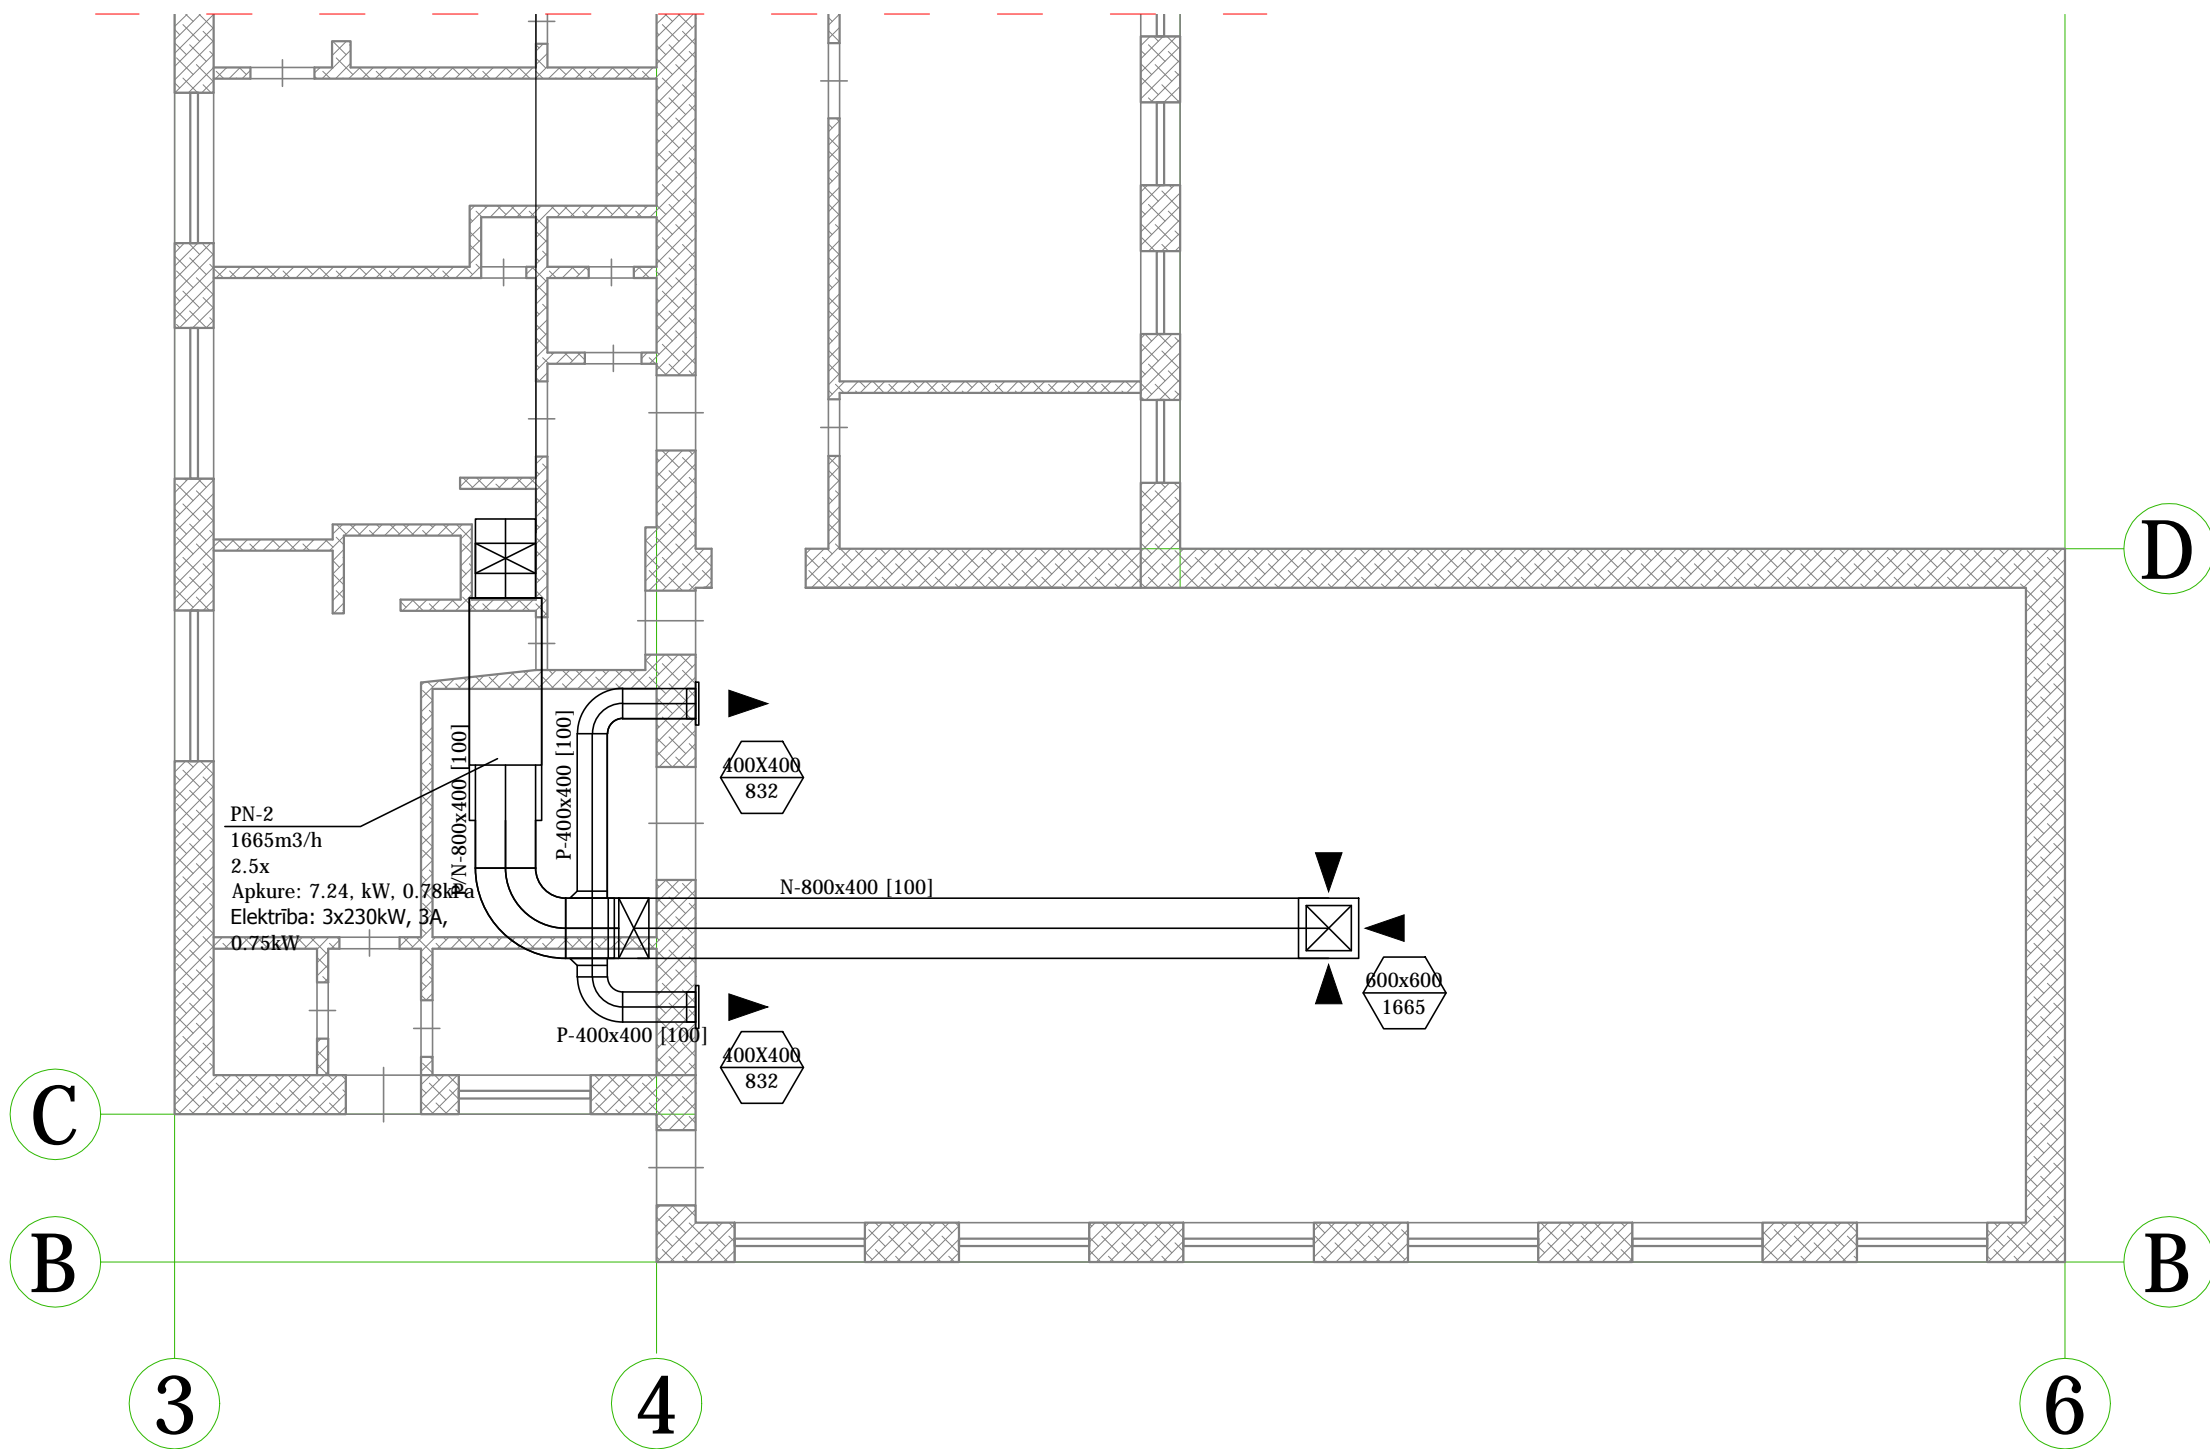 D
P/N-800x400 [100]
P-400x400 [100]
400X400
832
PN-2
1665m3/h
2.5x
Apkure: 7.24, kW, 0.78kPa
Elektrība: 3x230kW, 3A,
0.75kW
N-800x400 [100]
600x600
1665
P-400x400 [100]
400X400
832
C
B
B
3
4
6